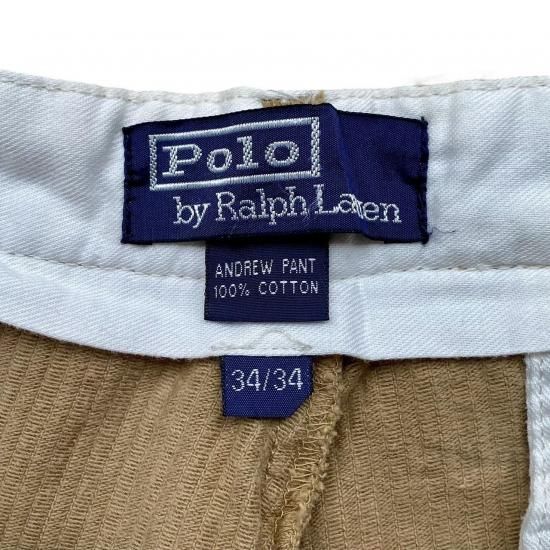 Polo
by Ralph Lauren
ANDREW PANT
100% COTTON
34/34